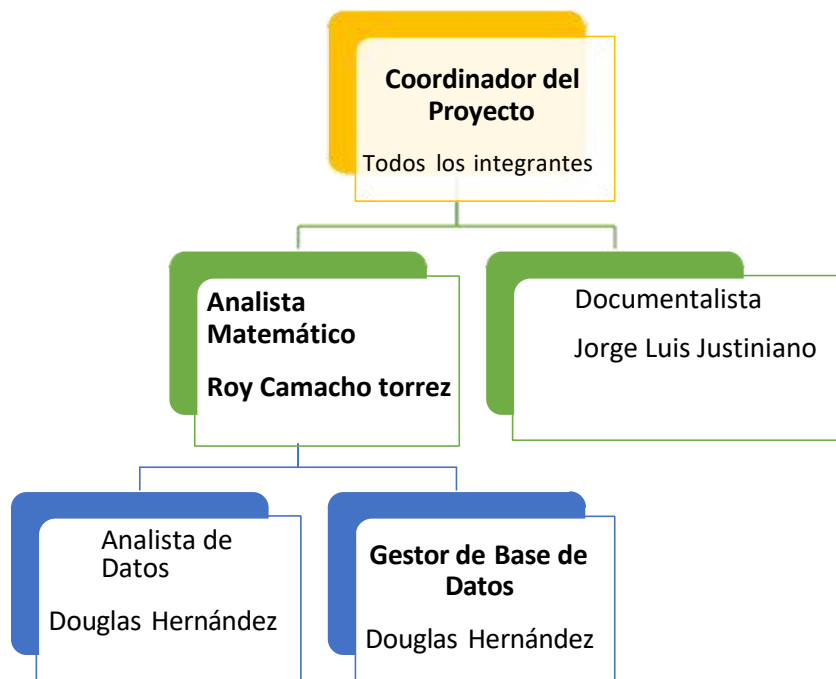 Coordinador del
Proyecto
Todos los integrantes
Analista
Matemático
Roy Camacho torrez
Documentalista
Jorge Luis Justiniano
Analista de
Datos
Douglas Hernández
Gestor de Base de
Datos
Douglas Hernández